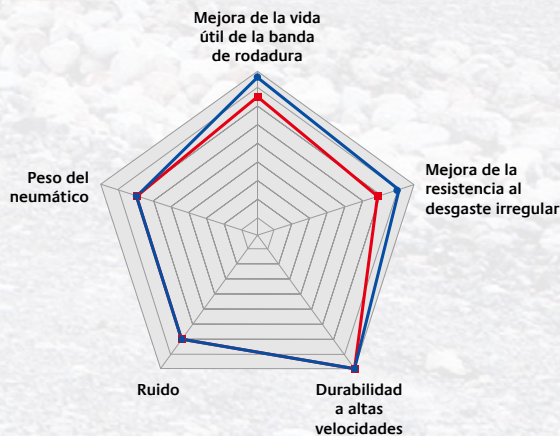 Mejora de la vida
útil de la banda
de rodadura
Mejora de la
resistencia al
desgaste irregular
Durabilidad
a altas
velocidades
Ruido
Peso del
neumático